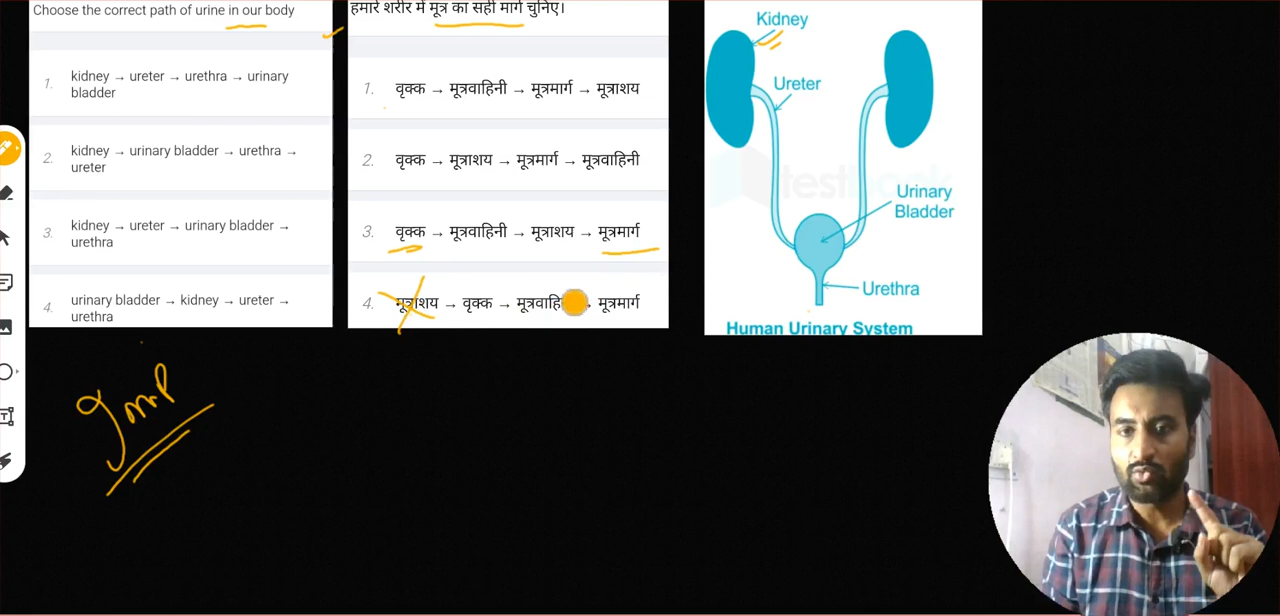 Choose the correct path of urine in our body
1. kidney → ureter → urethra → urinary
bladder
2. kidney → urinary bladder → urethra →
ureter
3. kidney → ureter → urinary bladder →
urethra
4. urinary bladder → kidney → ureter →
urethra
हमारे शरीर में मूत्र का सही मार्ग चुनिए।
1. वृक्क → मूत्रवाहिनी → मूत्रमार्ग → मूत्राशय
2. वृक्क → मूत्राशय → मूत्रमार्ग → मूत्रवाहिनी
3. वृक्क → मूत्रवाहिनी → मूत्राशय → मूत्रमार्ग
4. मूत्राशय → वृक्क → → मूत्रमार्ग
Kidney
Ureter
Urinary
Bladder
Urethra
Human Urinary System
Imp